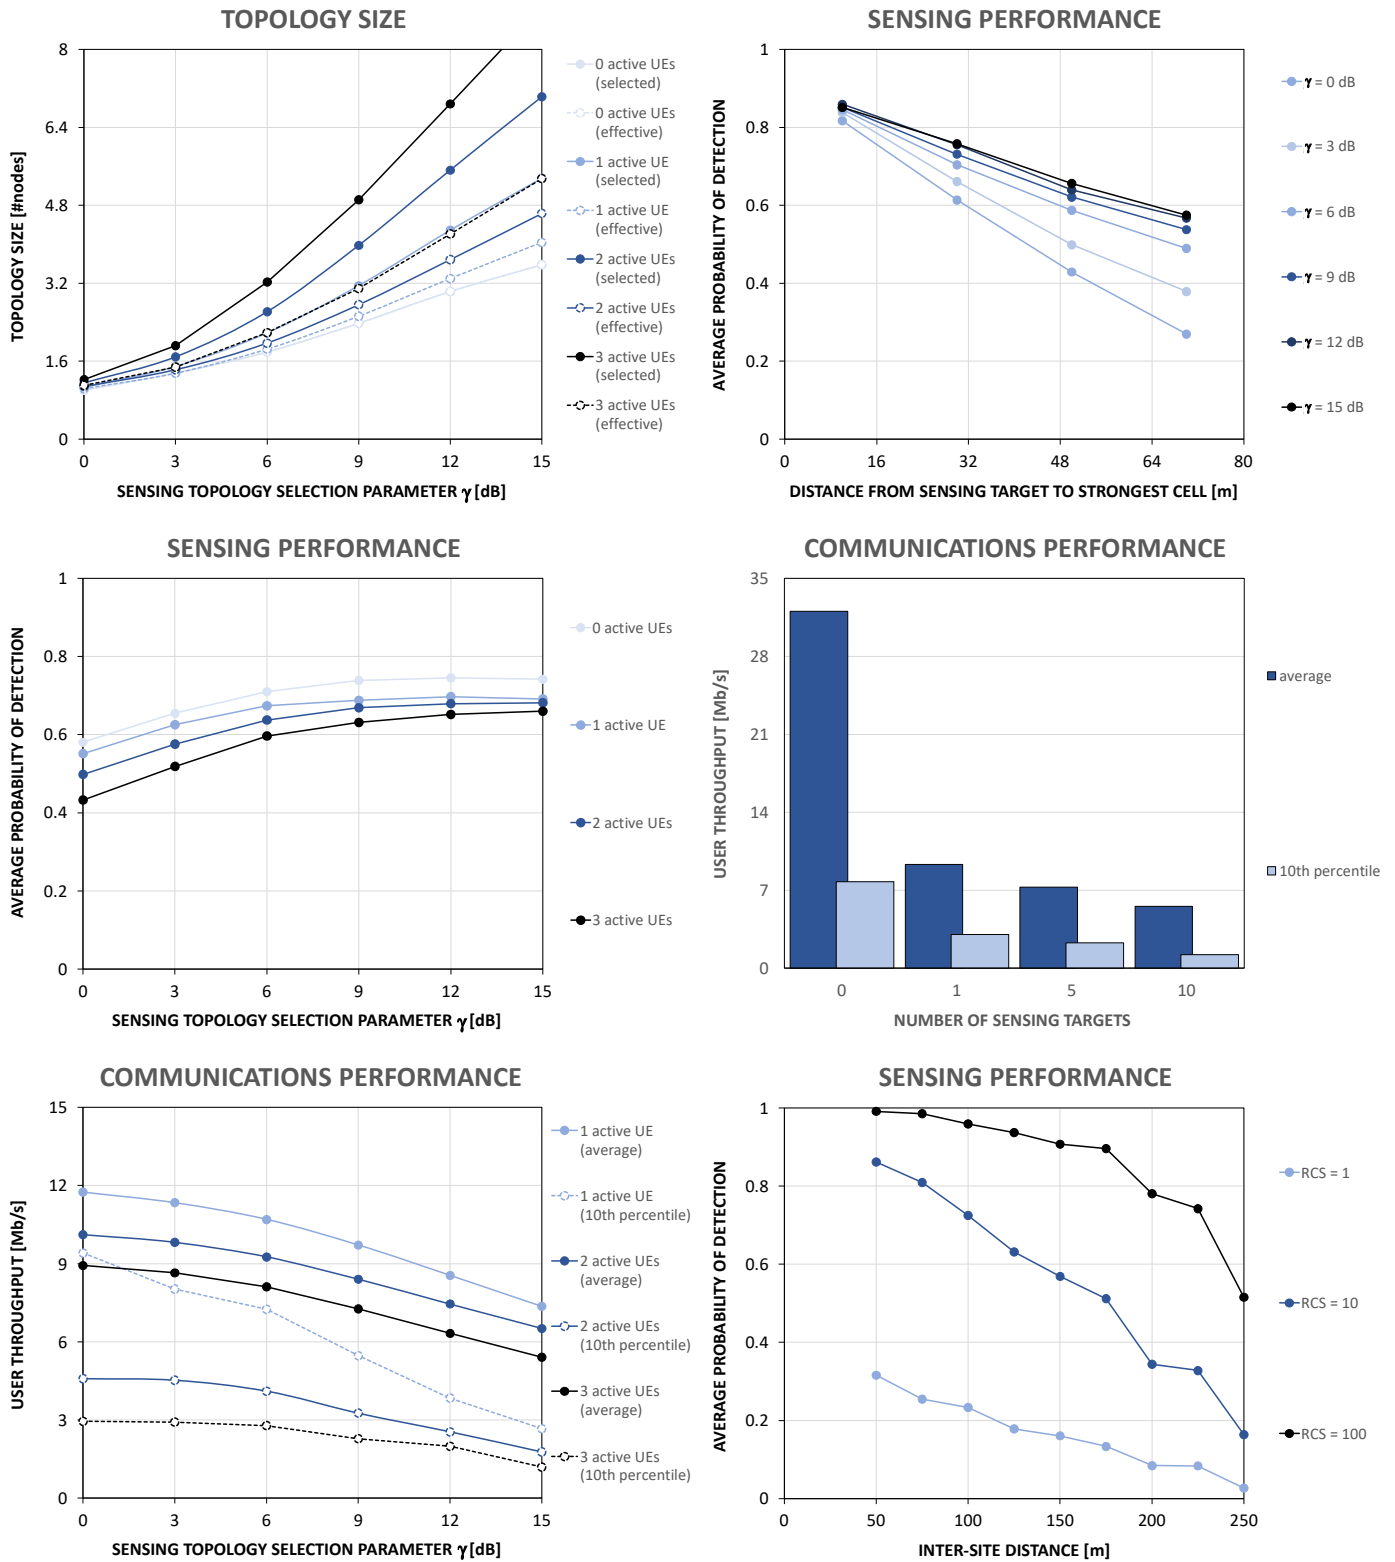 TOPOLOGY SIZE
TOPOLOGY SIZE [#nodes]
8
6.4
4.8
3.2
1.6
0
0 3 6 9 12 15
SENSING TOPOLOGY SELECTION PARAMETER γ [dB]
0 active UEs
(selected)
0 active UEs
(effective)
1 active UE
(selected)
1 active UE
(effective)
2 active UEs
(selected)
2 active UEs
(effective)
3 active UEs
(selected)
3 active UEs
(effective)
SENSING PERFORMANCE
AVERAGE PROBABILITY OF DETECTION
1
0.8
0.6
0.4
0.2
0
0 16 32 48 64 80
DISTANCE FROM SENSING TARGET TO STRONGEST CELL [m]
γ = 0 dB
γ = 3 dB
γ = 6 dB
γ = 9 dB
γ = 12 dB
γ = 15 dB
SENSING PERFORMANCE
AVERAGE PROBABILITY OF DETECTION
1
0.8
0.6
0.4
0.2
0
0 3 6 9 12 15
SENSING TOPOLOGY SELECTION PARAMETER γ [dB]
0 active UEs
1 active UE
2 active UEs
3 active UEs
COMMUNICATIONS PERFORMANCE
USER THROUGHPUT [Mb/s]
35
28
21
14
7
0
0 1 5 10
NUMBER OF SENSING TARGETS
average
10th percentile
COMMUNICATIONS PERFORMANCE
USER THROUGHPUT [Mb/s]
15
12
9
6
3
0
0 3 6 9 12 15
SENSING TOPOLOGY SELECTION PARAMETER γ [dB]
1 active UE
(average)
1 active UE
(10th percentile)
2 active UEs
(average)
2 active UEs
(10th percentile)
3 active UEs
(average)
3 active UEs
(10th percentile)
SENSING PERFORMANCE
AVERAGE PROBABILITY OF DETECTION
1
0.8
0.6
0.4
0.2
0
0 50 100 150 200 250
INTER-SITE DISTANCE [m]
RCS = 1
RCS = 10
RCS = 100